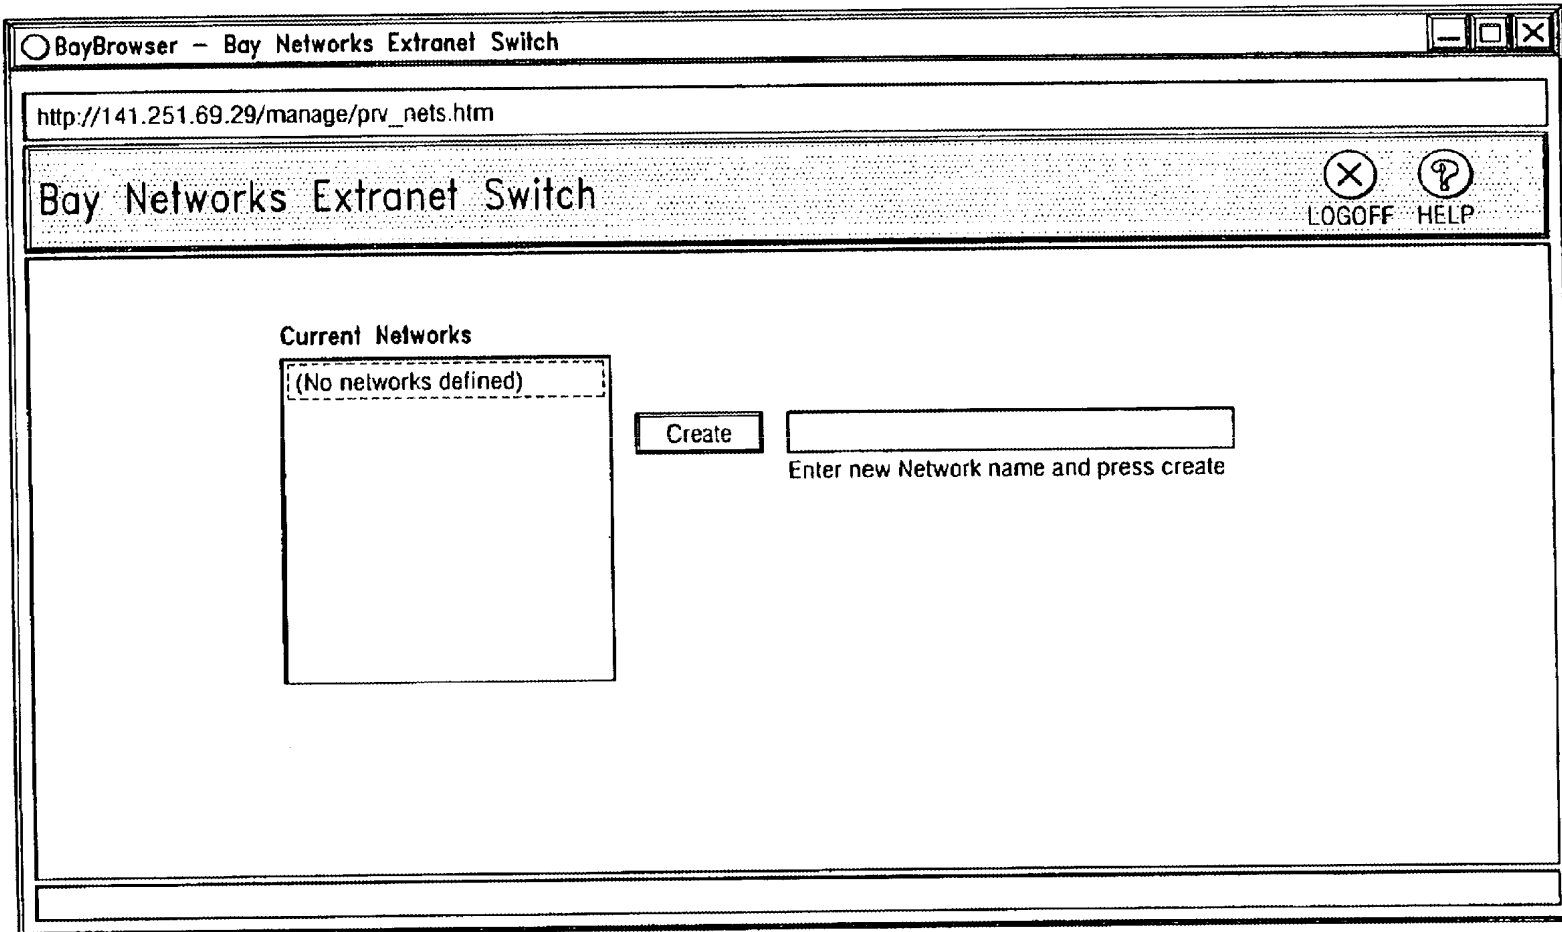 BayBrowser – Bay Networks Extranet Switch
http://141.251.69.29/manage/prv_nets.htm
Bay Networks Extranet Switch
LOGOFF HELP
Current Networks
(No networks defined)
Create
Enter new Network name and press create